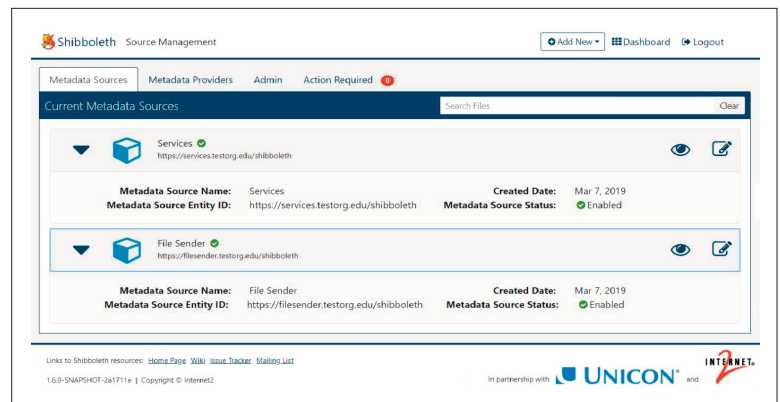 Shibboleth Source Management
Add New Dashboard Logout
Metadata Sources Metadata Providers Admin Action Required 0
Current Metadata Sources Search Files Clear
Services
https://services.testorg.edu/shibboleth
Metadata Source Name: Services Created Date: Mar 7, 2019
Metadata Source Entity ID: https://services.testorg.edu/shibboleth Metadata Source Status: Enabled
File Sender
https://filesender.testorg.edu/shibboleth
Metadata Source Name: File Sender Created Date: Mar 7, 2019
Metadata Source Entity ID: https://filesender.testorg.edu/shibboleth Metadata Source Status: Enabled
Links to Shibboleth resources: Home Page Wiki Issue Tracker Mailing List
1.6.0-SNAPSHOT-2a1711e | Copyright © Internet2
In partnership with UNICON and INTERNET 2